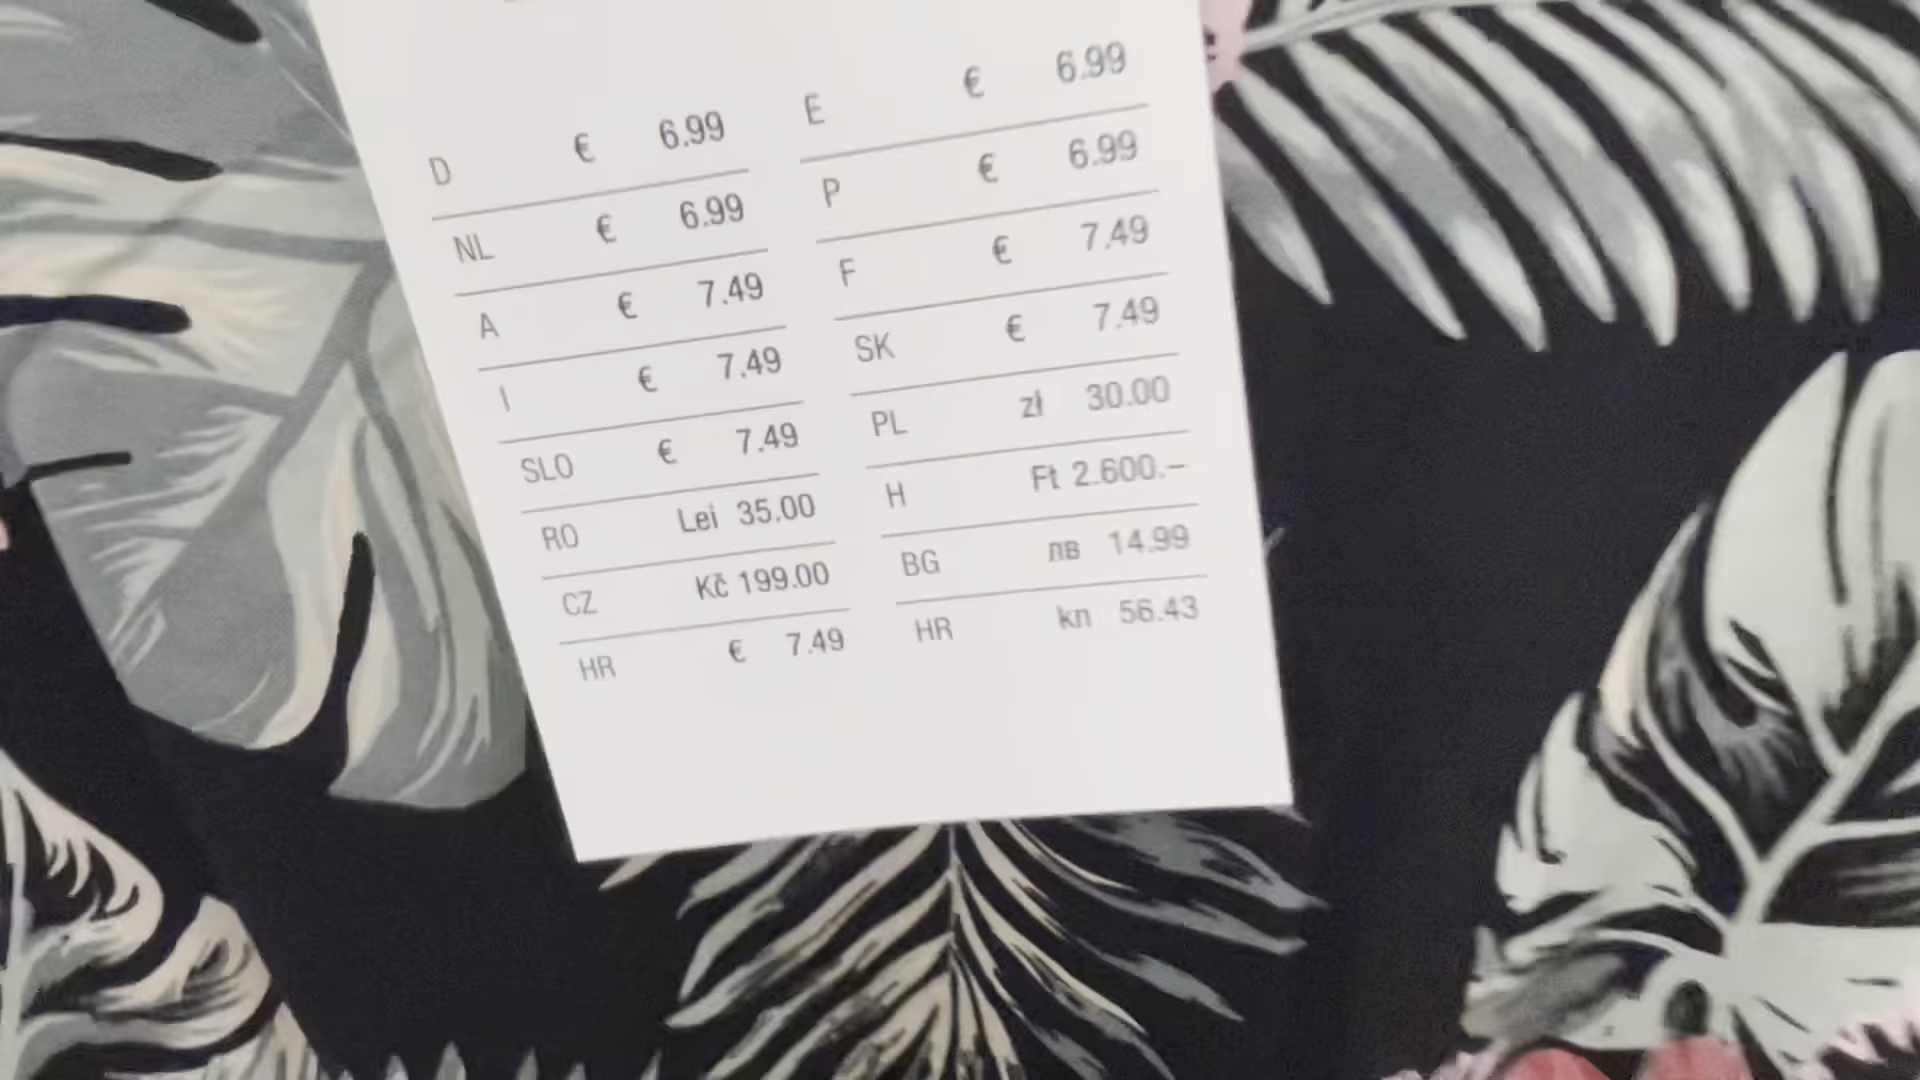 D € 6.99
NL € 6.99
A € 7.49
I € 7.49
SLO € 7.49
RO Lei 35.00
CZ Kč 199.00
HR € 7.49
E € 6.99
P € 6.99
F € 7.49
SK € 7.49
PL zł 30.00
H Ft 2.600.–
BG лв 14.99
HR kn 56.43